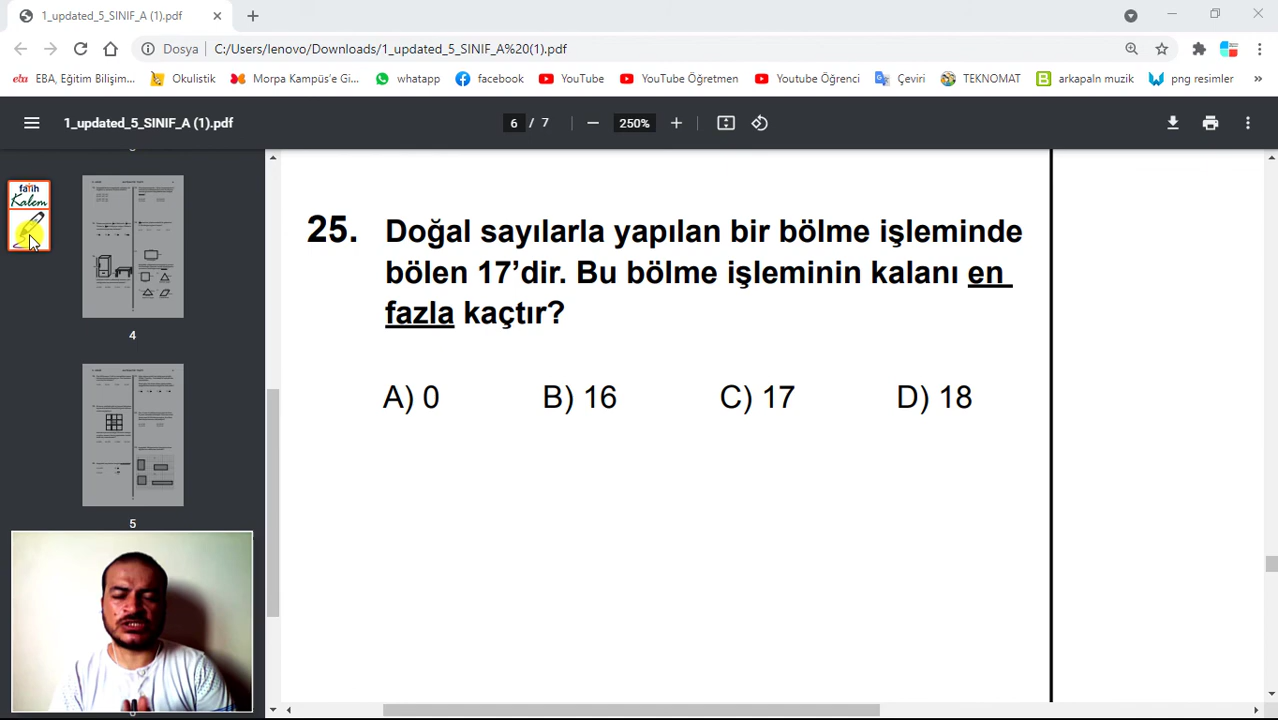 1_updated_5_SINIF_A (1).pdf
Dosya
C:/Users/lenovo/Downloads/1_updated_5_SINIF_A%20(1).pdf
eta EBA, Eğitim Bilişim... Okulistik Morpa Kampüs'e Gi... whatapp facebook YouTube YouTube Öğretmen Youtube Öğrenci Çeviri TEKNOMAT arkapaln muzik png resimler »
1_updated_5_SINIF_A (1).pdf
6 / 7
250%
fatih
Kalem
4
5
25. Doğal sayılarla yapılan bir bölme işleminde
bölen 17'dir. Bu bölme işleminin kalanı en
fazla kaçtır?
A) 0 B) 16 C) 17 D) 18